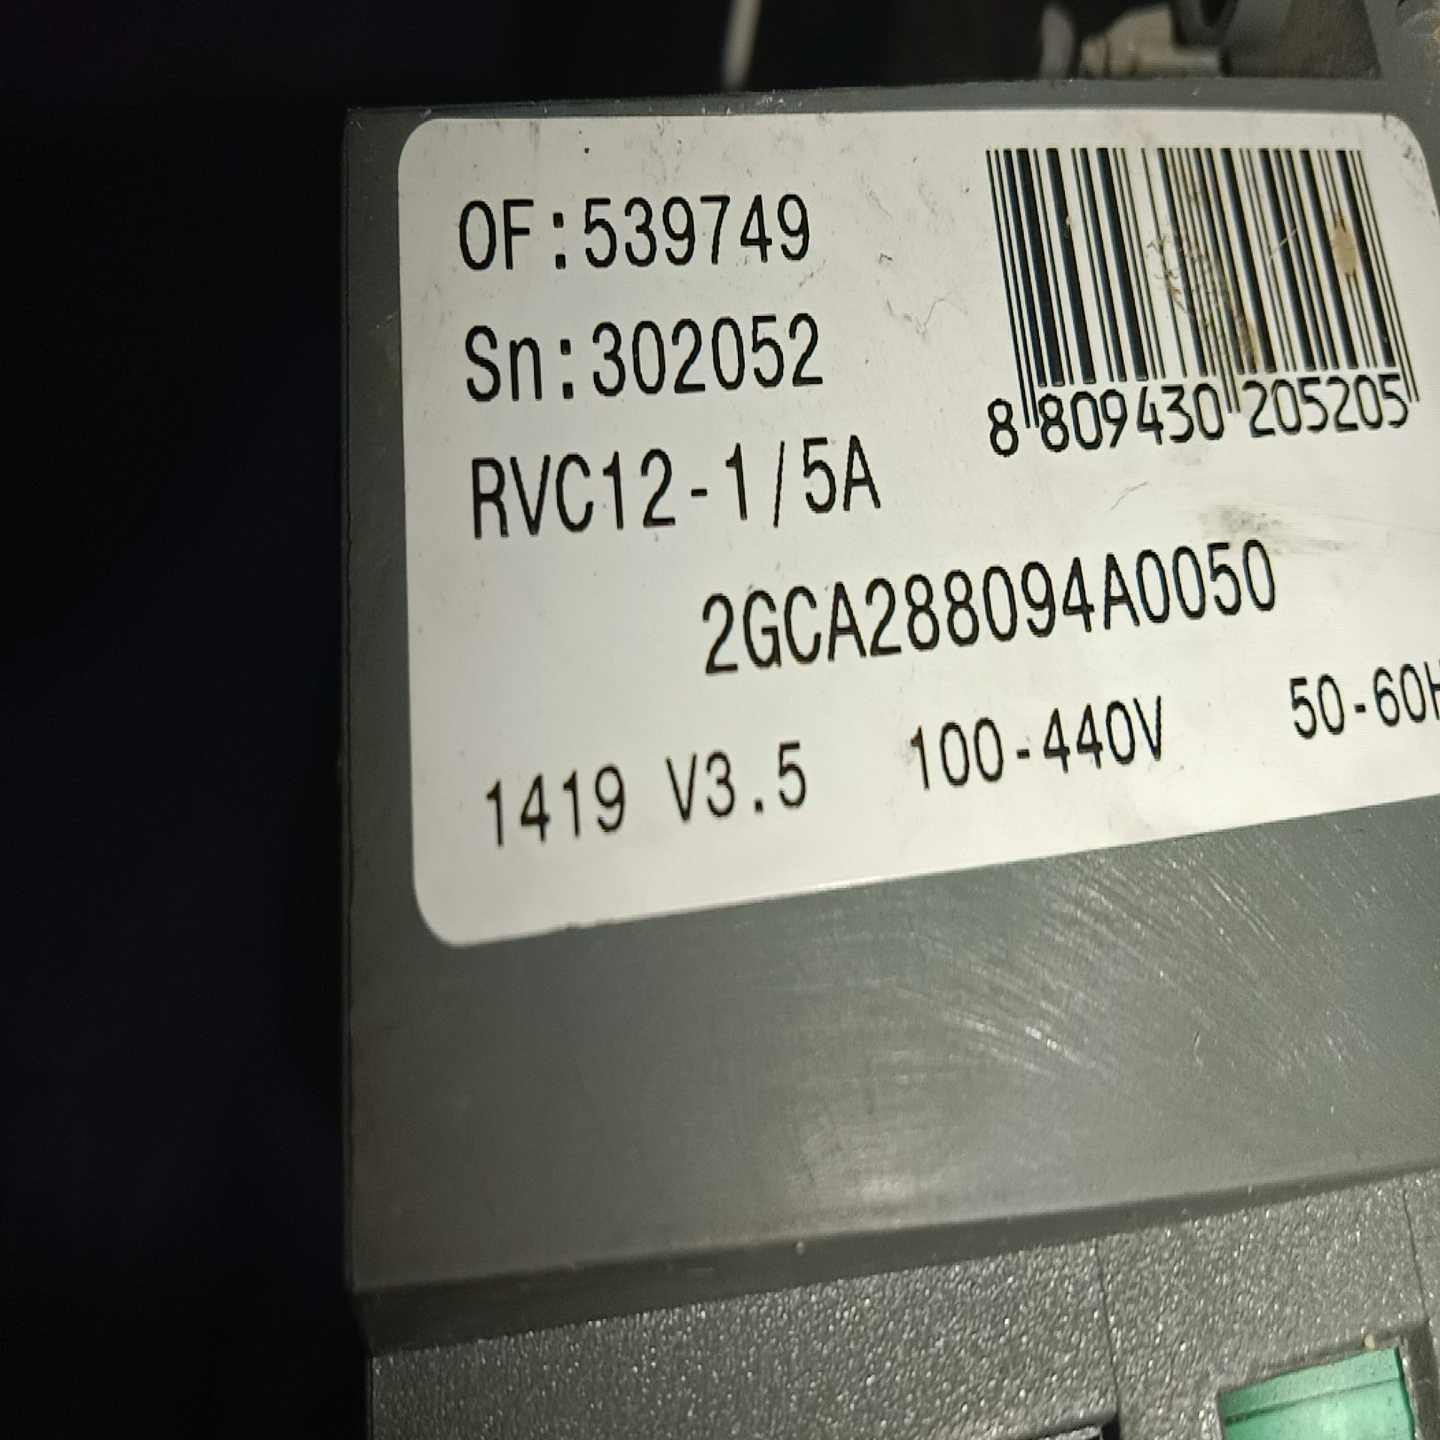 OF:539749
Sn:302052
8 809430 205205
RVC12-1/5A
2GCA288094A0050
1419 V3.5 100-440V 50-60H